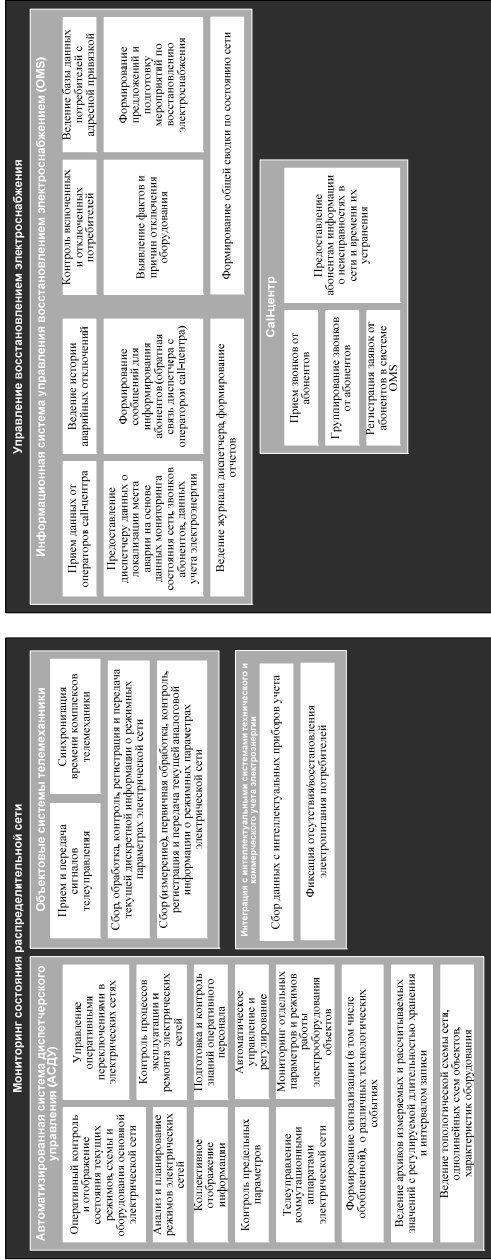 Мониторинг состояния распределительной сети
Автоматизированная система диспетчерского
управления (АСДУ)
Оперативный контроль
и отображение
состояния текущих
режимов, схемы и
оборудования основной
электрической сети
Управление
оперативными
переключениями в
электрических сетях
Анализ и планирование
режимов электрических
сетей
Контроль процессов
эксплуатации и
ремонта электрических
сетей
Коллективное
отображение
информации
Подготовка и контроль
знаний оперативного
персонала
Контроль предельных
параметров
Автоматическое
управление и
регулирование
Телеуправление
коммутационными
аппаратами
электрической сети
Мониторинг отдельных
параметров и режимов
работы
электрооборудования
объектов
Формирование сигнализации (в том числе
обобщенной), о различных технологических
событиях
Ведение архивов измеряемых и рассчитываемых
значений с регулируемой длительностью хранения
и интервалом записи
Ведение топологической схемы сети,
однолинейных схем объектов,
характеристик оборудования
Объектовые системы телемеханники
Прием и передача
сигналов
телеуправления
Синхронизация
времени комплексов
телемеханики
Сбор, обработка, контроль, регистрация и передача
текущей дискретной информации о режимных
параметрах электрической сети
Сбор (измерение), первичная обработка, контроль,
регистрация и передача текущей аналоговой
информации о режимных параметрах
электрической сети
Интеграция с интеллектуальными системами технического и
коммерческого учета электроэнергии
Сбор данных с интеллектуальных приборов учета
Фиксация отсутствия/восстановления
электропитания потребителей
Управление восстановлением электроснабжения
Информационная система управления восстановлением электроснабжением (OMS)
Прием данных от
операторов call-центра
Ведение истории
аварийных отключений
Контроль включенных
и отключенных
потребителей
Ведение базы данных
потребителей с
адресной привязкой
Предоставление
диспетчеру данных о
локализации места
аварии на основе
данных мониторинга
состояния сети, звонков
абонентов, данных
учета электроэнергии
Формирование
сообщений для
информирования
абонентов (обратная
связь диспетчера с
оператором call-центра)
Выявление фактов и
причин отключения
оборудования
Формирование
предложений и
подготовку
мероприятий по
восстановлению
электроснабжения
Ведение журнала диспетчера, формирование
отчетов
Формирование общей сводки по состоянию сети
Call-центр
Прием звонков от
абонентов
Группирование звонков
от абонентов
Регистрация заявок от
абонентов в системе
OMS
Предоставление
абонентам информации
о неисправностях в
сети и времени их
устранения